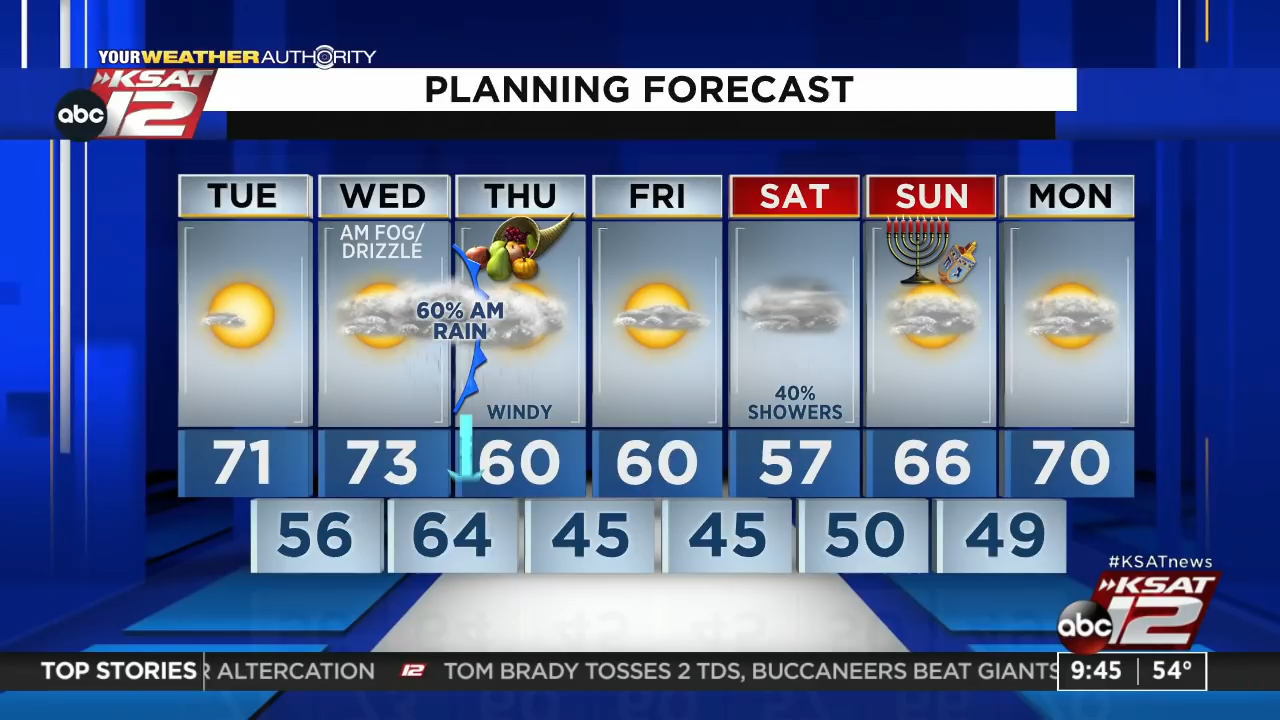 YOURWEATHERAUTHORITY
KSAT
abc 12
PLANNING FORECAST
TUE WED THU FRI SAT SUN MON
AM FOG/
DRIZZLE
60% AM
RAIN
WINDY
40%
SHOWERS
71 73 60 60 57 66 70
56 64 45 45 50 49
#KSATnews
KSAT
abc 12
TOP STORIES R ALTERCATION 12 TOM BRADY TOSSES 2 TDS, BUCCANEERS BEAT GIANTS 9:45 54°